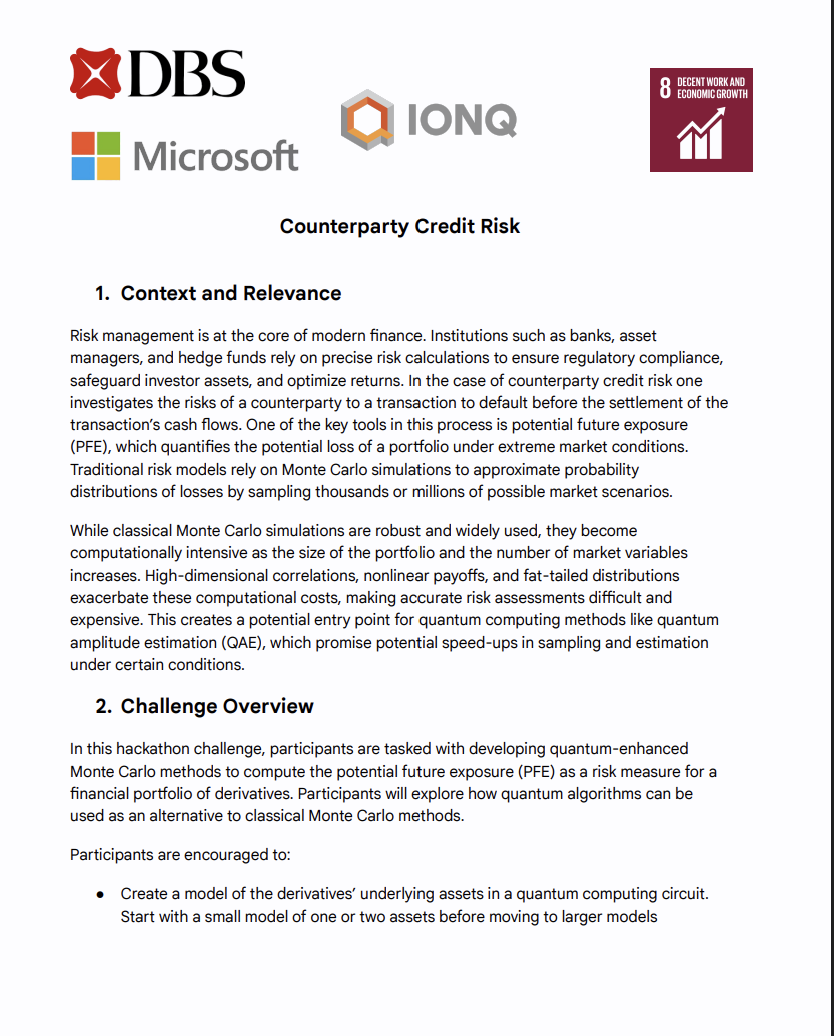 DBS
Microsoft
IONQ
8 DECENT WORK AND
ECONOMIC GROWTH
Counterparty Credit Risk
1. Context and Relevance
Risk management is at the core of modern finance. Institutions such as banks, asset
managers, and hedge funds rely on precise risk calculations to ensure regulatory compliance,
safeguard investor assets, and optimize returns. In the case of counterparty credit risk one
investigates the risks of a counterparty to a transaction to default before the settlement of the
transaction's cash flows. One of the key tools in this process is potential future exposure
(PFE), which quantifies the potential loss of a portfolio under extreme market conditions.
Traditional risk models rely on Monte Carlo simulations to approximate probability
distributions of losses by sampling thousands or millions of possible market scenarios.
While classical Monte Carlo simulations are robust and widely used, they become
computationally intensive as the size of the portfolio and the number of market variables
increases. High-dimensional correlations, nonlinear payoffs, and fat-tailed distributions
exacerbate these computational costs, making accurate risk assessments difficult and
expensive. This creates a potential entry point for quantum computing methods like quantum
amplitude estimation (QAE), which promise potential speed-ups in sampling and estimation
under certain conditions.
2. Challenge Overview
In this hackathon challenge, participants are tasked with developing quantum-enhanced
Monte Carlo methods to compute the potential future exposure (PFE) as a risk measure for a
financial portfolio of derivatives. Participants will explore how quantum algorithms can be
used as an alternative to classical Monte Carlo methods.
Participants are encouraged to:
● Create a model of the derivatives' underlying assets in a quantum computing circuit.
Start with a small model of one or two assets before moving to larger models